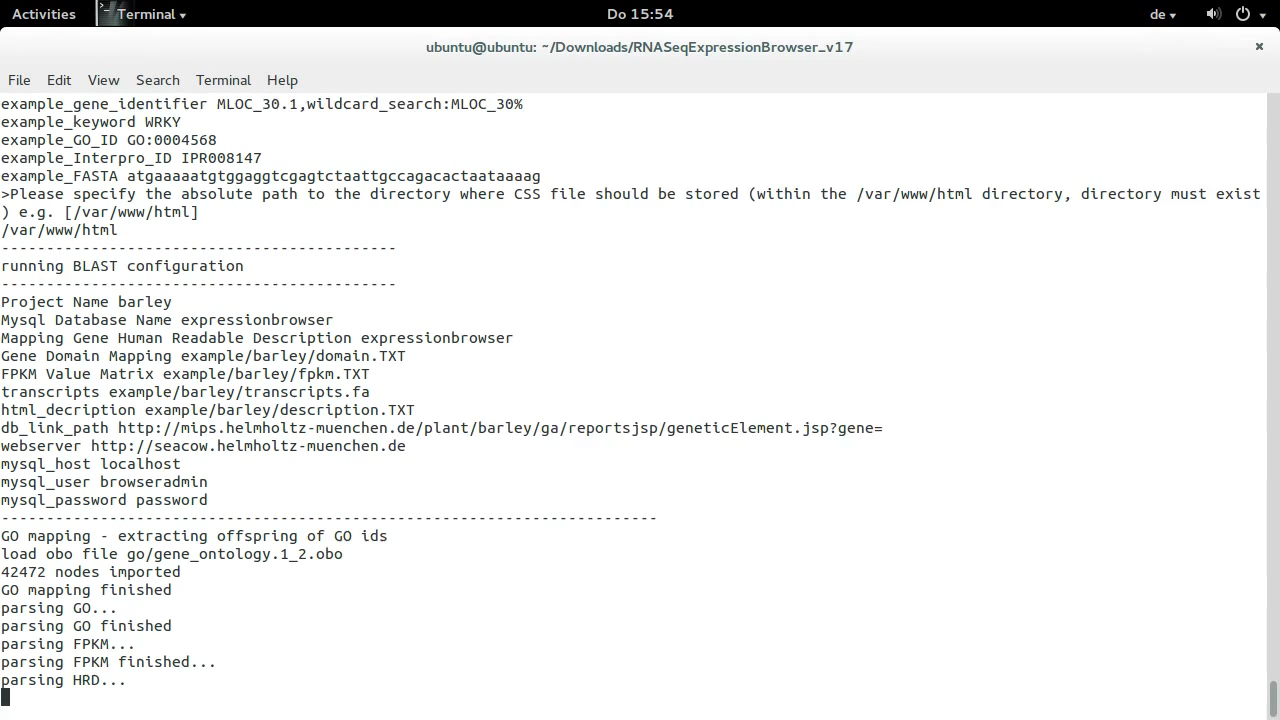 Activities Terminal Do 15:54 de
ubuntu@ubuntu: ~/Downloads/RNASeqExpressionBrowser_v17
File Edit View Search Terminal Help
example_gene_identifier MLOC_30.1,wildcard_search:MLOC_30%
example_keyword WRKY
example_GO_ID GO:0004568
example_Interpro_ID IPR008147
example_FASTA atgaaaaatgtggaggtcgagtctaattgccagacactaataaaag
>Please specify the absolute path to the directory where CSS file should be stored (within the /var/www/html directory, directory must exist
) e.g. [/var/www/html]
/var/www/html
--------------------------------------------
running BLAST configuration
--------------------------------------------
Project Name barley
Mysql Database Name expressionbrowser
Mapping Gene Human Readable Description expressionbrowser
Gene Domain Mapping example/barley/domain.TXT
FPKM Value Matrix example/barley/fpkm.TXT
transcripts example/barley/transcripts.fa
html_decription example/barley/description.TXT
db_link_path http://mips.helmholtz-muenchen.de/plant/barley/ga/reportsjsp/geneticElement.jsp?gene=
webserver http://seacow.helmholtz-muenchen.de
mysql_host localhost
mysql_user browseradmin
mysql_password password
-------------------------------------------------------------------------
GO mapping - extracting offspring of GO ids
load obo file go/gene_ontology.1_2.obo
42472 nodes imported
GO mapping finished
parsing GO...
parsing GO finished
parsing FPKM...
parsing FPKM finished...
parsing HRD...